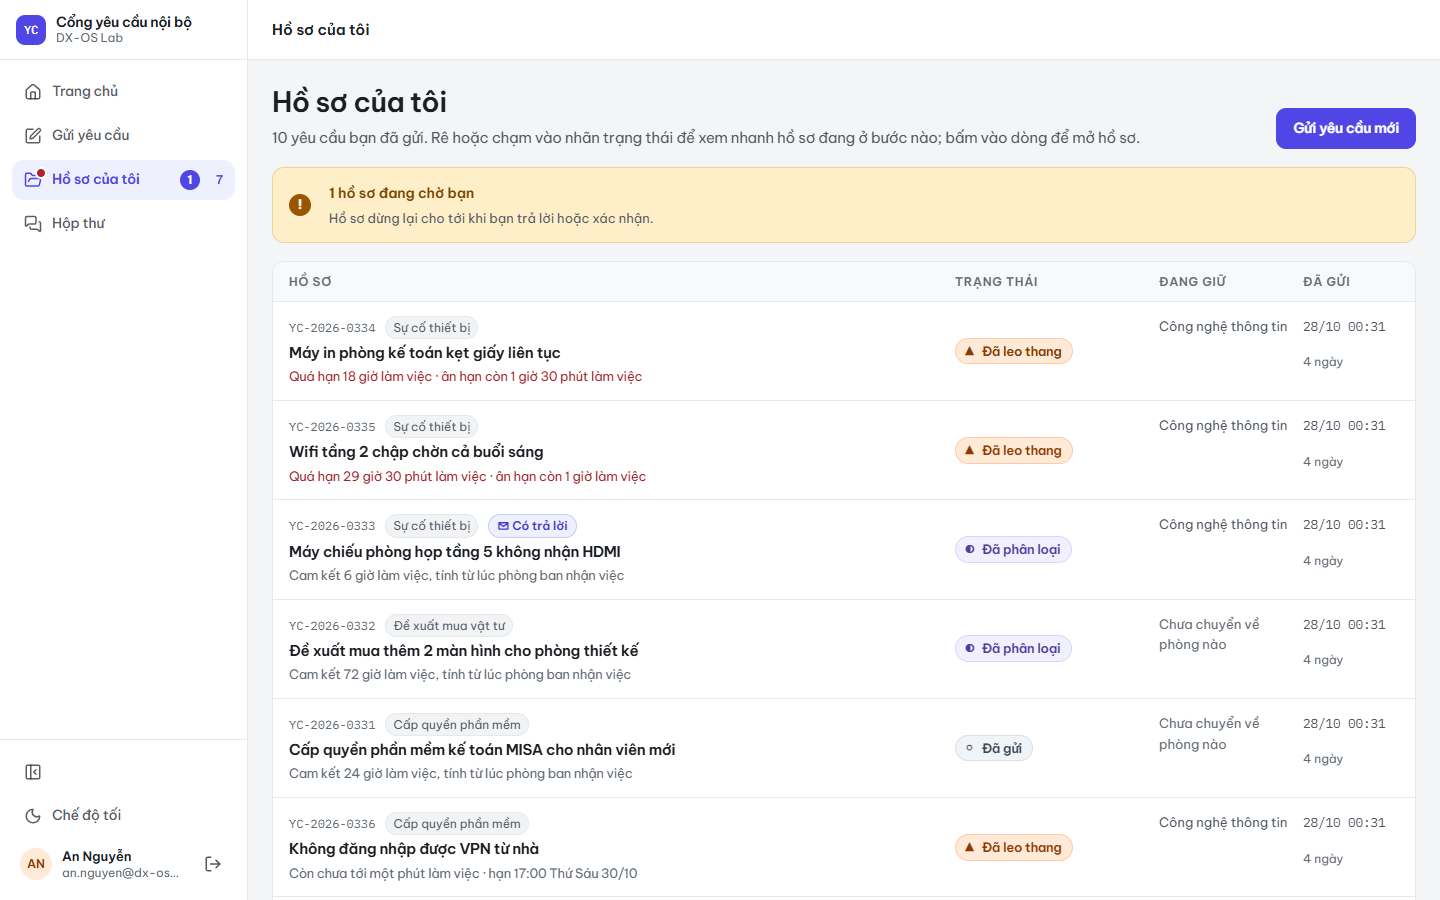 YC
Cổng yêu cầu nội bộ
DX-OS Lab
Trang chủ
Gửi yêu cầu
Hồ sơ của tôi
1
7
Hộp thư
Chế độ tối
AN
An Nguyễn
an.nguyen@dx-os...
Hồ sơ của tôi
Hồ sơ của tôi
10 yêu cầu bạn đã gửi. Rê hoặc chạm vào nhãn trạng thái để xem nhanh hồ sơ đang ở bước nào; bấm vào dòng để mở hồ sơ.
Gửi yêu cầu mới
!
1 hồ sơ đang chờ bạn
Hồ sơ dừng lại cho tới khi bạn trả lời hoặc xác nhận.
HỒ SƠ
TRẠNG THÁI
ĐANG GIỮ
ĐÃ GỬI
YC-2026-0334
Sự cố thiết bị
Máy in phòng kế toán kẹt giấy liên tục
Quá hạn 18 giờ làm việc · ân hạn còn 1 giờ 30 phút làm việc
Đã leo thang
Công nghệ thông tin
28/10 00:31
4 ngày
YC-2026-0335
Sự cố thiết bị
Wifi tầng 2 chập chờn cả buổi sáng
Quá hạn 29 giờ 30 phút làm việc · ân hạn còn 1 giờ làm việc
Đã leo thang
Công nghệ thông tin
28/10 00:31
4 ngày
YC-2026-0333
Sự cố thiết bị
Có trả lời
Máy chiếu phòng họp tầng 5 không nhận HDMI
Cam kết 6 giờ làm việc, tính từ lúc phòng ban nhận việc
Đã phân loại
Công nghệ thông tin
28/10 00:31
4 ngày
YC-2026-0332
Đề xuất mua vật tư
Đề xuất mua thêm 2 màn hình cho phòng thiết kế
Cam kết 72 giờ làm việc, tính từ lúc phòng ban nhận việc
Đã phân loại
Chưa chuyển về
phòng nào
28/10 00:31
4 ngày
YC-2026-0331
Cấp quyền phần mềm
Cấp quyền phần mềm kế toán MISA cho nhân viên mới
Cam kết 24 giờ làm việc, tính từ lúc phòng ban nhận việc
Đã gửi
Chưa chuyển về
phòng nào
28/10 00:31
4 ngày
YC-2026-0336
Cấp quyền phần mềm
Không đăng nhập được VPN từ nhà
Còn chưa tới một phút làm việc · hạn 17:00 Thứ Sáu 30/10
Đã leo thang
Công nghệ thông tin
28/10 00:31
4 ngày